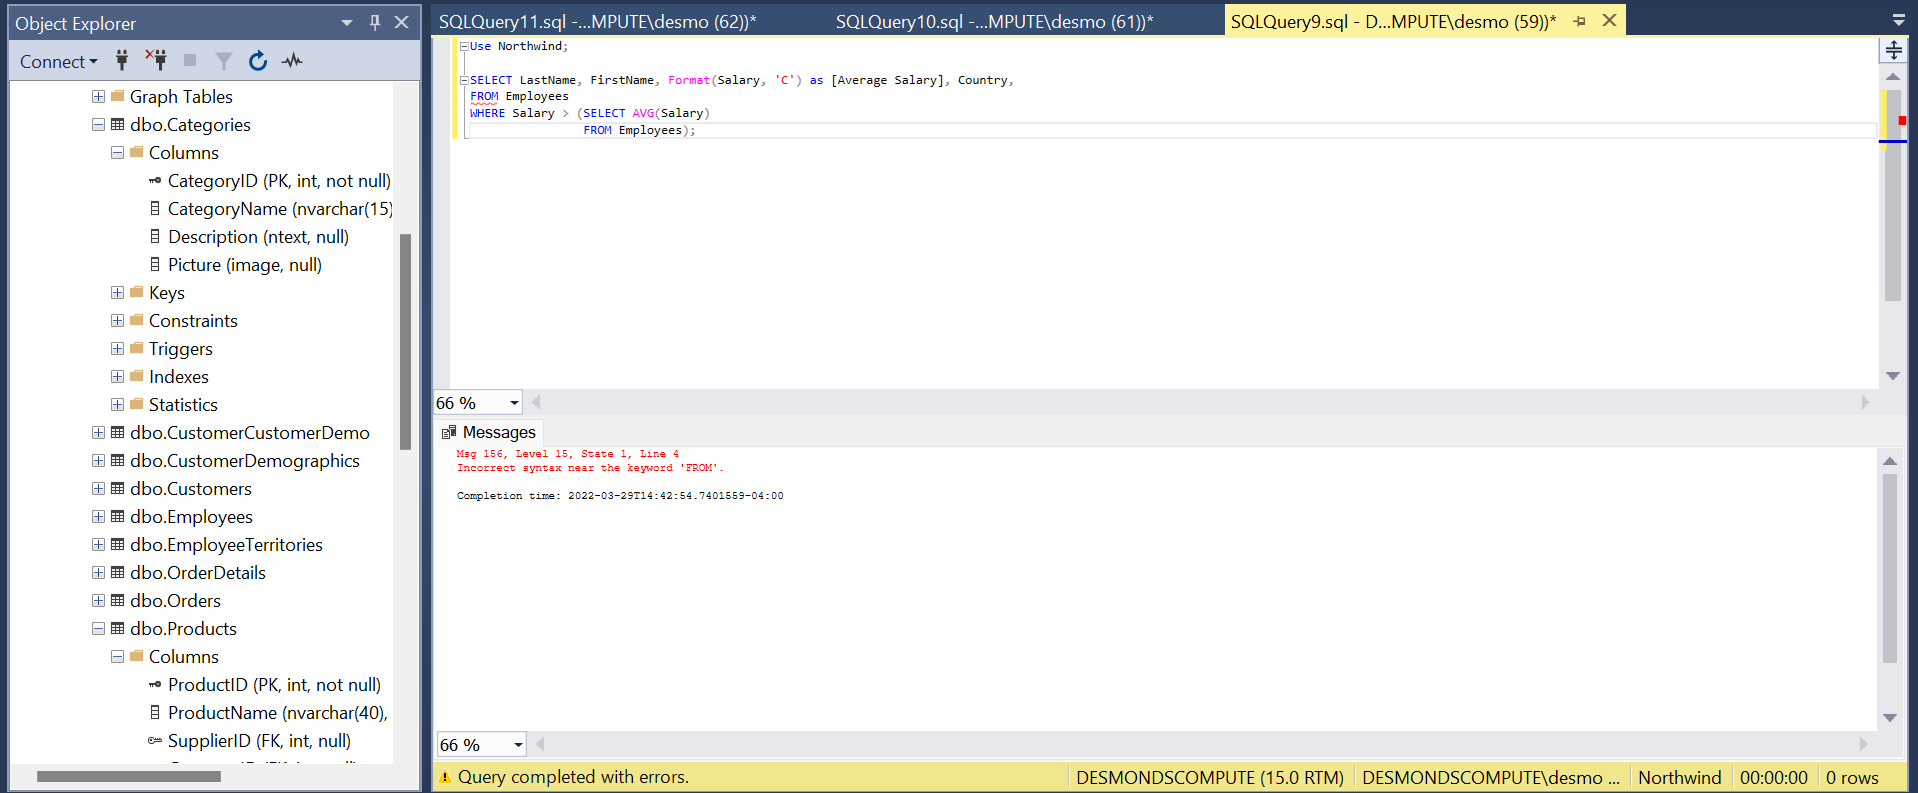 Object Explorer
Connect
Graph Tables
dbo.Categories
Columns
CategoryID (PK, int, not null)
CategoryName (nvarchar(15)
Description (ntext, null)
Picture (image, null)
Keys
Constraints
Triggers
Indexes
Statistics
dbo.CustomerCustomerDemo
dbo.CustomerDemographics
dbo.Customers
dbo.Employees
dbo.EmployeeTerritories
dbo.OrderDetails
dbo.Orders
dbo.Products
Columns
ProductID (PK, int, not null)
ProductName (nvarchar(40),
SupplierID (FK, int, null)
SQLQuery11.sql -...MPUTE\desmo (62))*
SQLQuery10.sql -...MPUTE\desmo (61))*
SQLQuery9.sql - D...MPUTE\desmo (59))*
Use Northwind;
SELECT LastName, FirstName, Format(Salary, 'C') as [Average Salary], Country,
FROM Employees
WHERE Salary > (SELECT AVG(Salary)
FROM Employees);
66 %
Messages
Msg 156, Level 15, State 1, Line 4
Incorrect syntax near the keyword 'FROM'.
Completion time: 2022-03-29T14:42:54.7401559-04:00
66 %
Query completed with errors.
DESMONDSCOMPUTE (15.0 RTM)
DESMONDSCOMPUTE\desmo ...
Northwind
00:00:00
0 rows